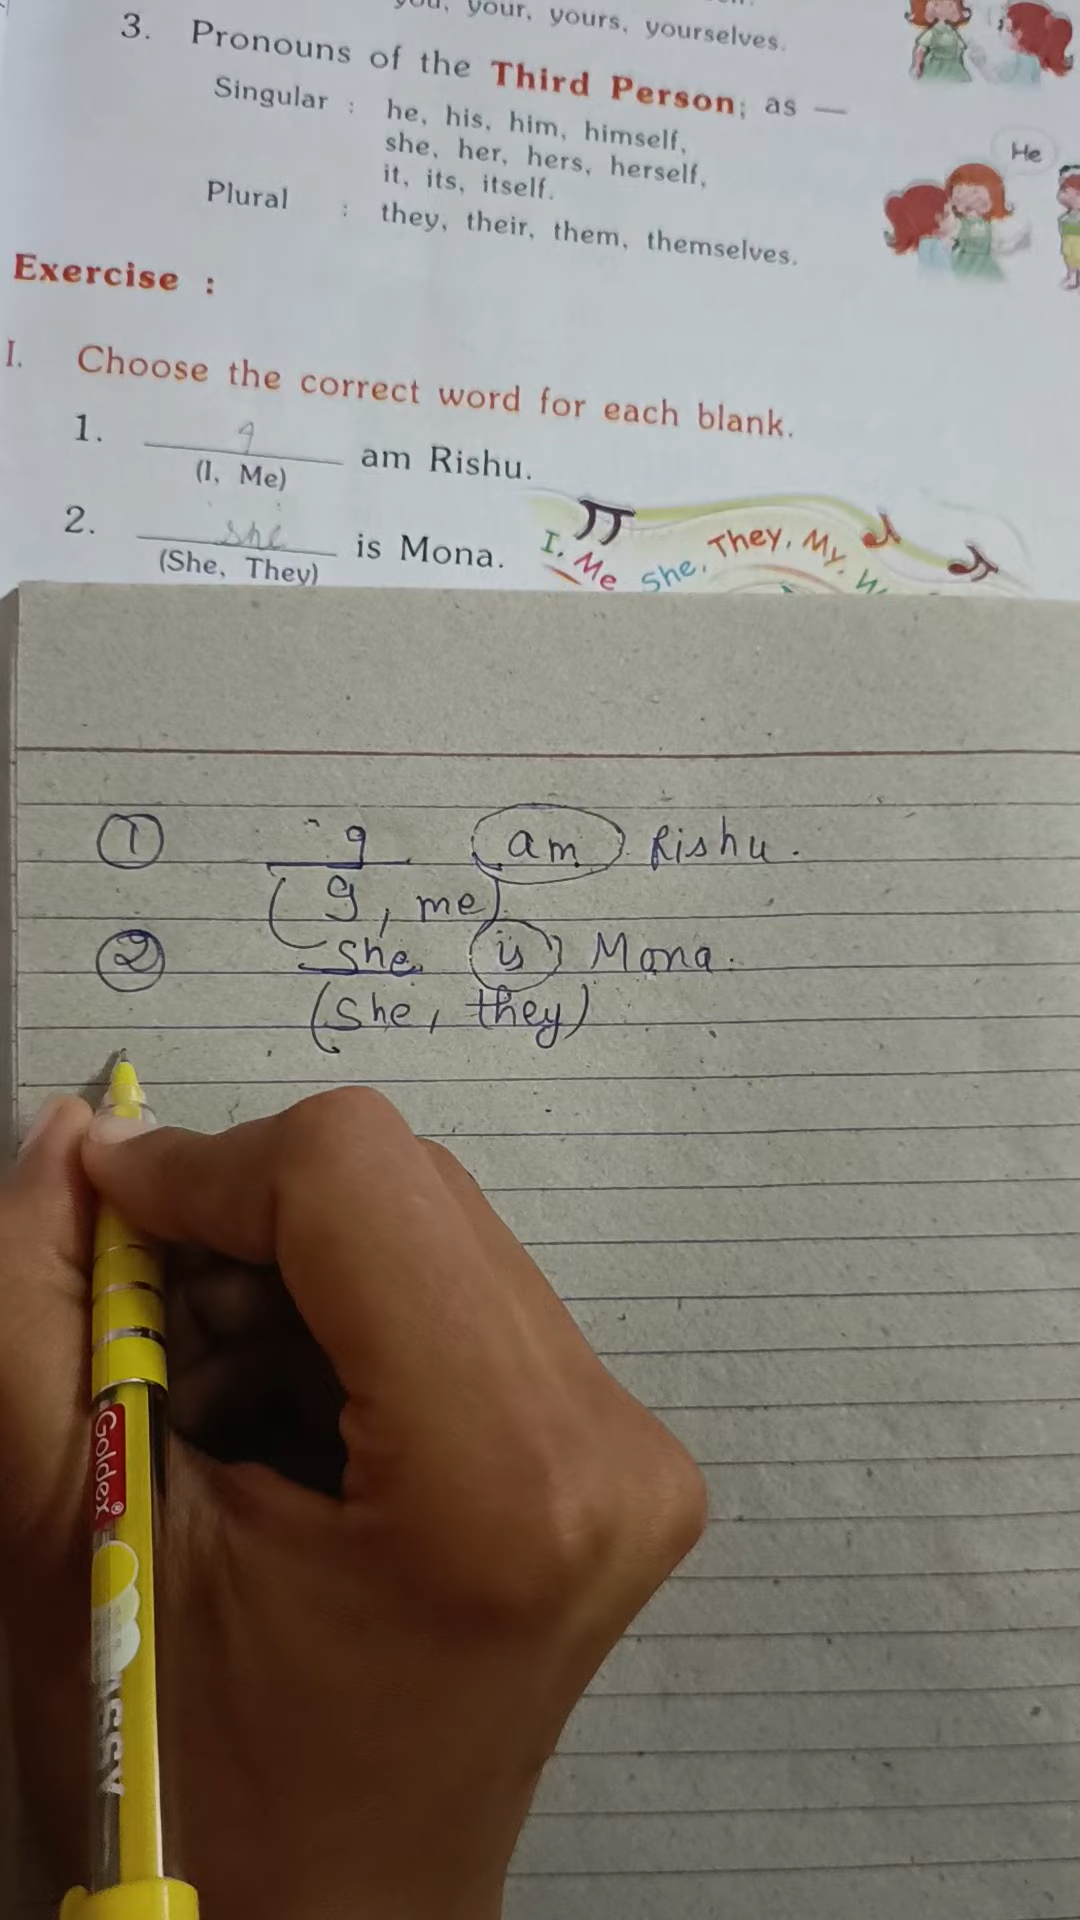 you, your, yours, yourselves.
3. Pronouns of the Third Person; as —
Singular : he, his, him, himself,
she, her, hers, herself,
it, its, itself.
Plural : they, their, them, themselves.
He
Exercise :
I. Choose the correct word for each blank.
1. I am Rishu.
(I, Me)
2. She is Mona.
(She, They)
I, Me She, They, My,
① I am Rishu.
(I, me)
② She is Mona.
(She, they)
Goldex®